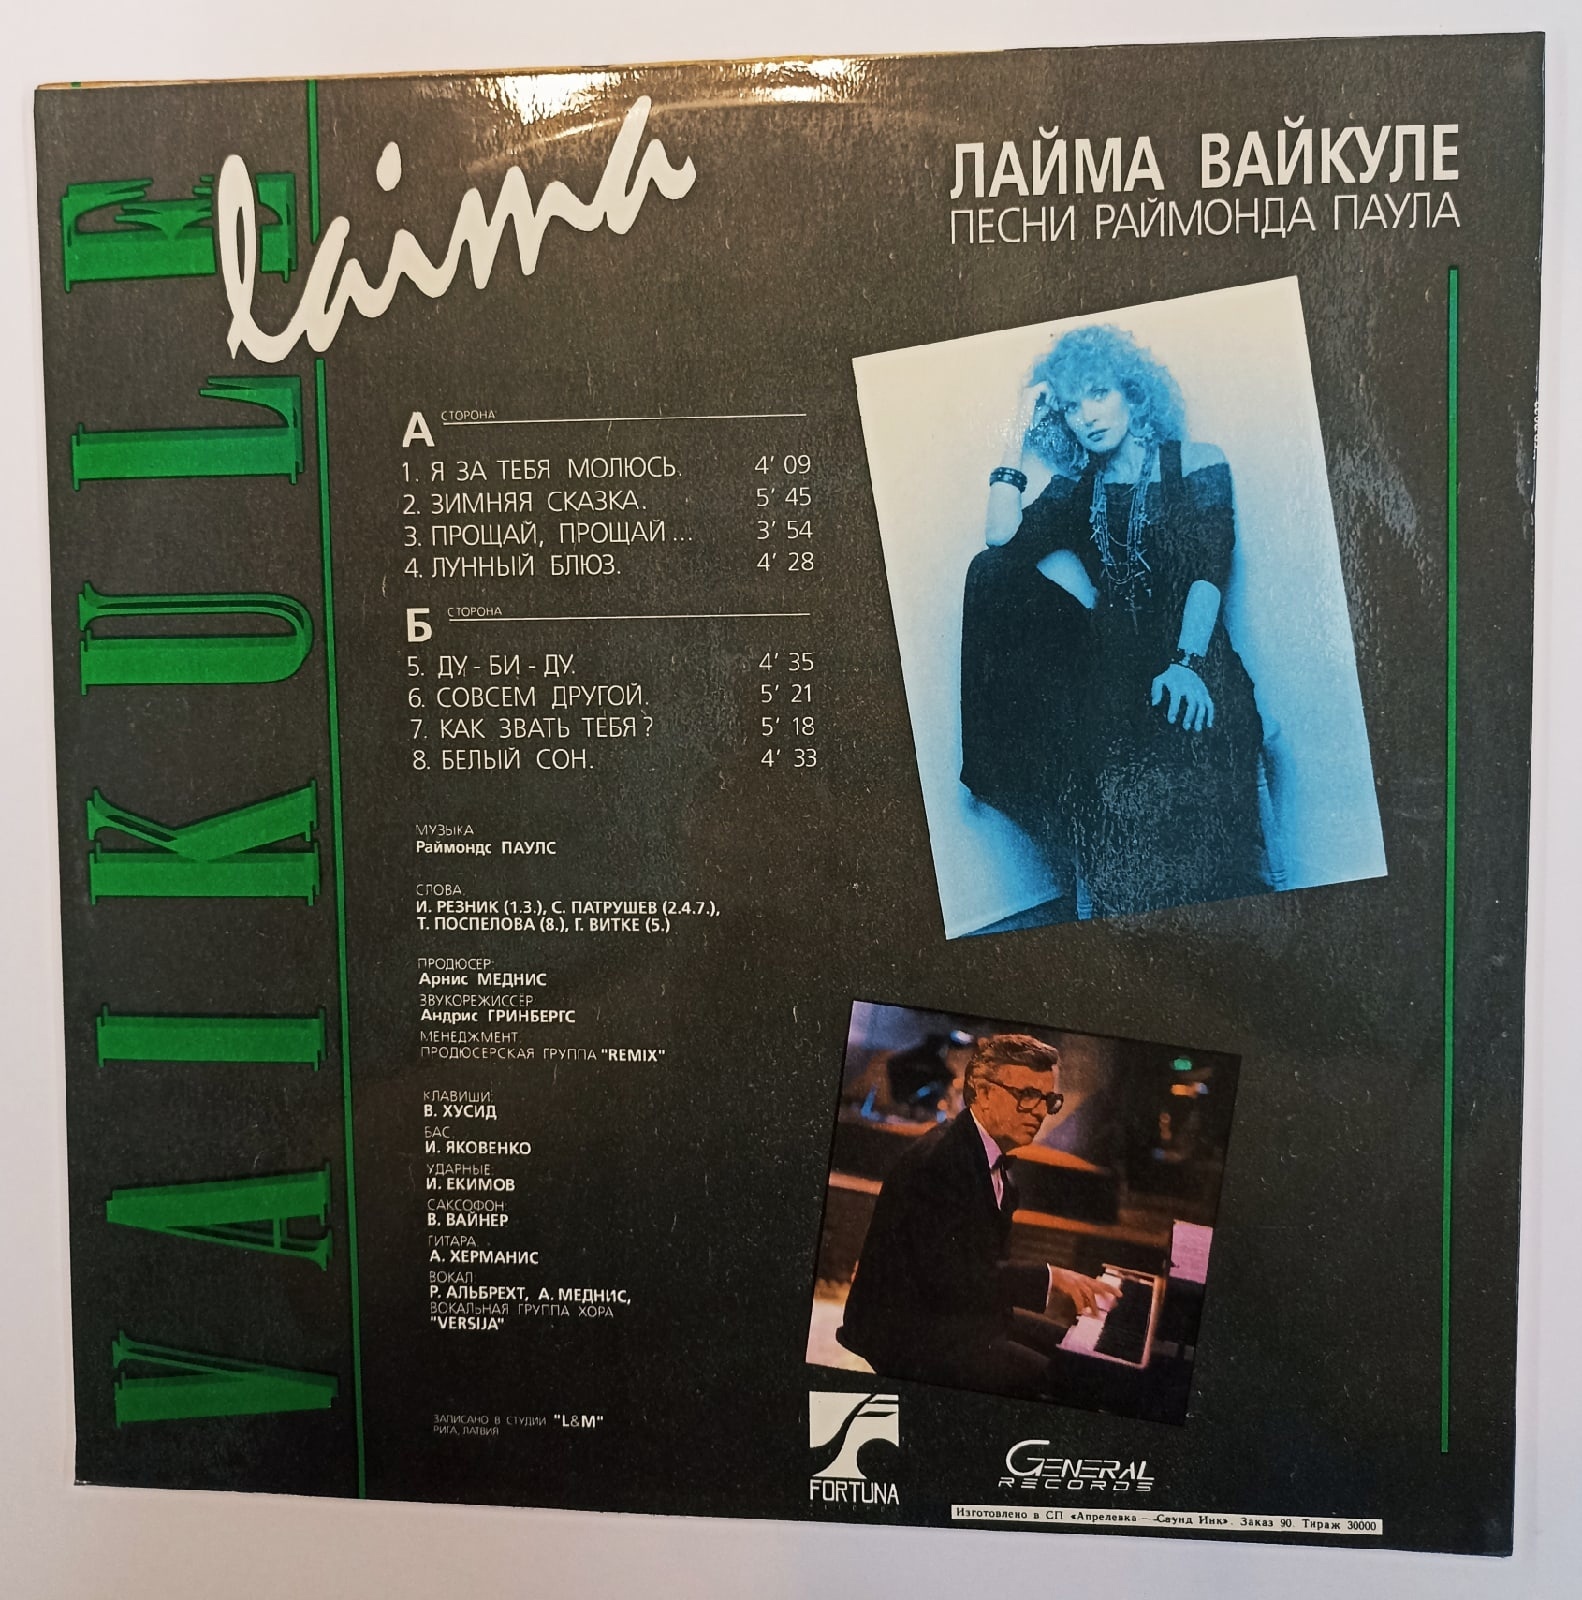 VAIKULE
laima
ЛАЙМА ВАЙКУЛЕ
ПЕСНИ РАЙМОНДА ПАУЛА
А СТОРОНА
1. Я ЗА ТЕБЯ МОЛЮСЬ. 4' 09
2. ЗИМНЯЯ СКАЗКА. 5' 45
3. ПРОЩАЙ, ПРОЩАЙ... 3' 54
4. ЛУННЫЙ БЛЮЗ. 4' 28
Б СТОРОНА
5. ДУ - БИ - ДУ. 4' 35
6. СОВСЕМ ДРУГОЙ. 5' 21
7. КАК ЗВАТЬ ТЕБЯ? 5' 18
8. БЕЛЫЙ СОН. 4' 33
МУЗЫКА
Раймондс ПАУЛС
СЛОВА:
И. РЕЗНИК (1.3.), С. ПАТРУШЕВ (2.4.7.),
Т. ПОСПЕЛОВА (8.), Г. ВИТКЕ (5.)
ПРОДЮСЕР:
Арнис МЕДНИС
ЗВУКОРЕЖИССЁР
Андрис ГРИНБЕРГС
МЕНЕДЖМЕНТ
ПРОДЮСЕРСКАЯ ГРУППА "REMIX"
КЛАВИШИ:
В. ХУСИД
БАС
И. ЯКОВЕНКО
УДАРНЫЕ:
И. ЕКИМОВ
САКСОФОН
В. ВАЙНЕР
ГИТАРА
А. ХЕРМАНИС
ВОКАЛ
Р. АЛЬБРЕХТ, А. МЕДНИС,
ВОКАЛЬНАЯ ГРУППА ХОРА
"VERSIJA"
ЗАПИСАНО В СТУДИИ "L&M"
РИГА, ЛАТВИЯ
FORTUNA
GENERAL
RECORDS
Изготовлено в СП «Апрелевка — Саунд Инк». Заказ 90. Тираж 30000